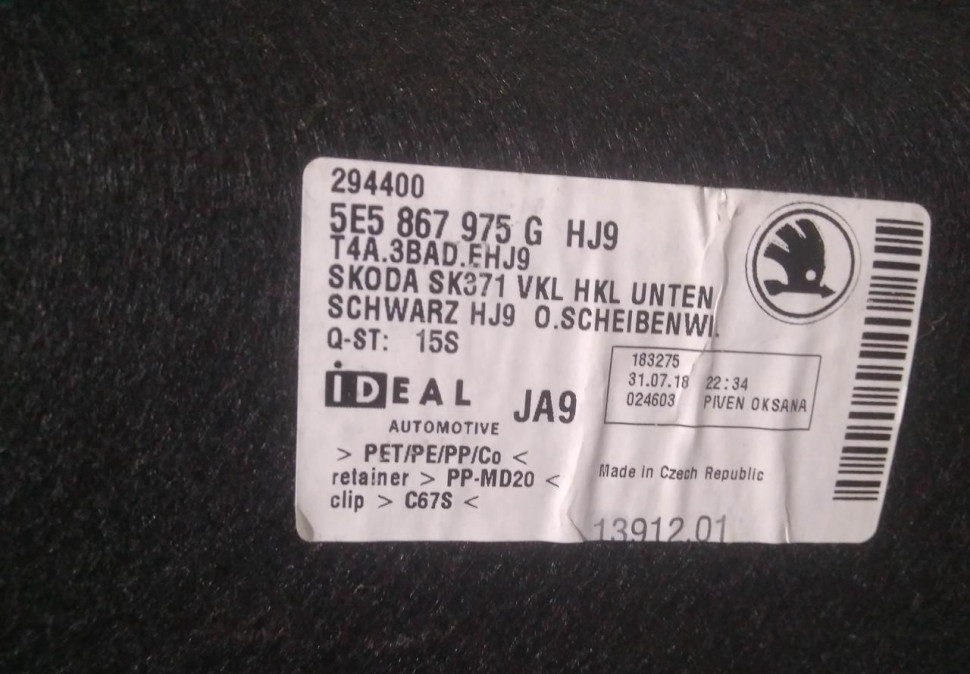 294400
5E5 867 975 G HJ9
T4A.3BAD.EHJ9
SKODA SK371 VKL HKL UNTEN
SCHWARZ HJ9 O.SCHEIBENWI.
Q-ST: 15S
iDEAL
AUTOMOTIVE
JA9
183275
31.07.18 22:34
024603 PIVEN OKSANA
> PET/PE/PP/Co <
retainer > PP-MD20 <
clip > C67S <
Made in Czech Republic
13912.01